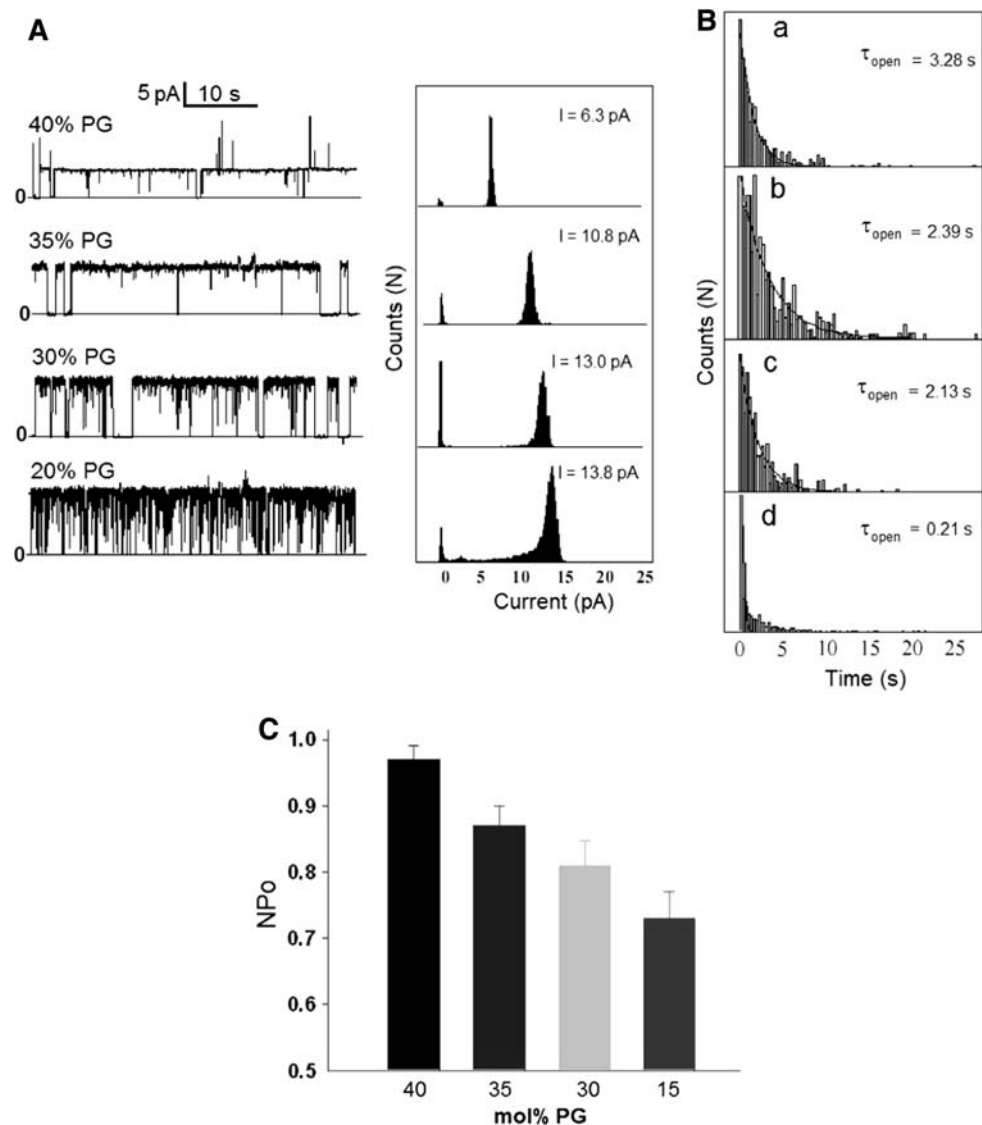 A
5 pA 10 s
40% PG
0
35% PG
0
30% PG
0
20% PG
0
Counts (N)
I = 6.3 pA
I = 10.8 pA
I = 13.0 pA
I = 13.8 pA
0 5 10 15 20 25
Current (pA)
B
a
τopen = 3.28 s
b
τopen = 2.39 s
c
τopen = 2.13 s
d
τopen = 0.21 s
Counts (N)
0 5 10 15 20 25
Time (s)
C
NPo
1.0
0.9
0.8
0.7
0.6
0.5
40 35 30 15
mol% PG